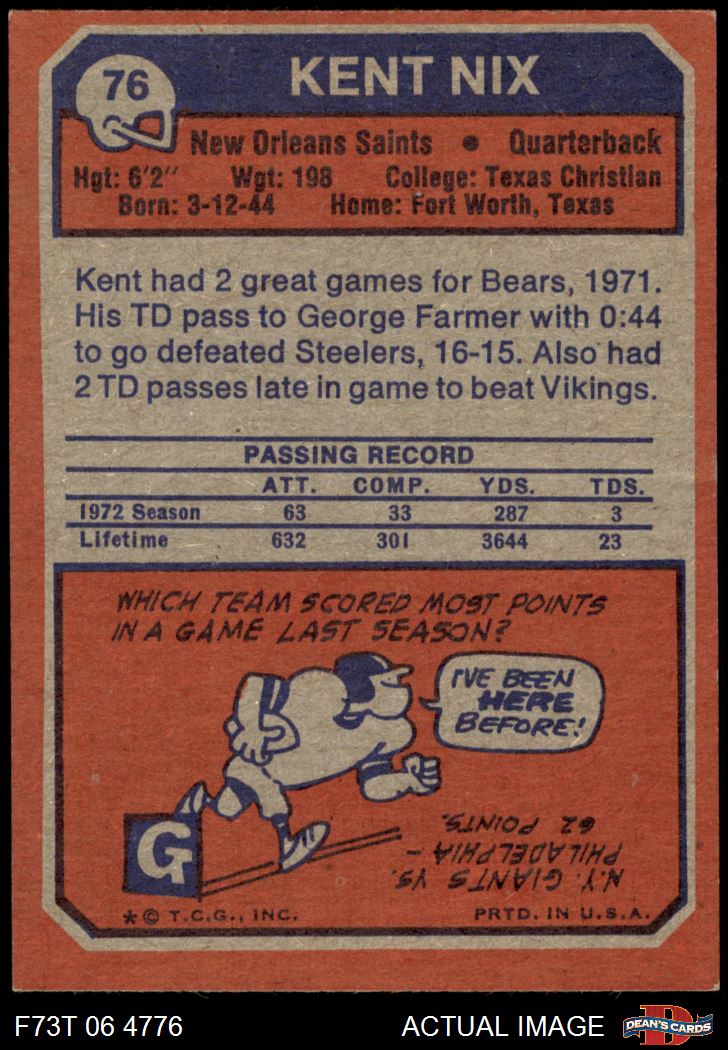 76
KENT NIX
New Orleans Saints • Quarterback
Hgt: 6'2" Wgt: 198 College: Texas Christian
Born: 3-12-44 Home: Fort Worth, Texas
Kent had 2 great games for Bears, 1971.
His TD pass to George Farmer with 0:44
to go defeated Steelers, 16-15. Also had
2 TD passes late in game to beat Vikings.
PASSING RECORD
ATT. COMP. YDS. TDS.
1972 Season 63 33 287 3
Lifetime 632 301 3644 23
WHICH TEAM SCORED MOST POINTS
IN A GAME LAST SEASON?
I'VE BEEN
HERE
BEFORE!
G
N.Y. GIANTS VS.
PHILADELPHIA –
62 POINTS.
* © T.C.G., INC. PRTD. IN U.S.A.
F73T 06 4776 ACTUAL IMAGE
D
DEAN'S CARDS